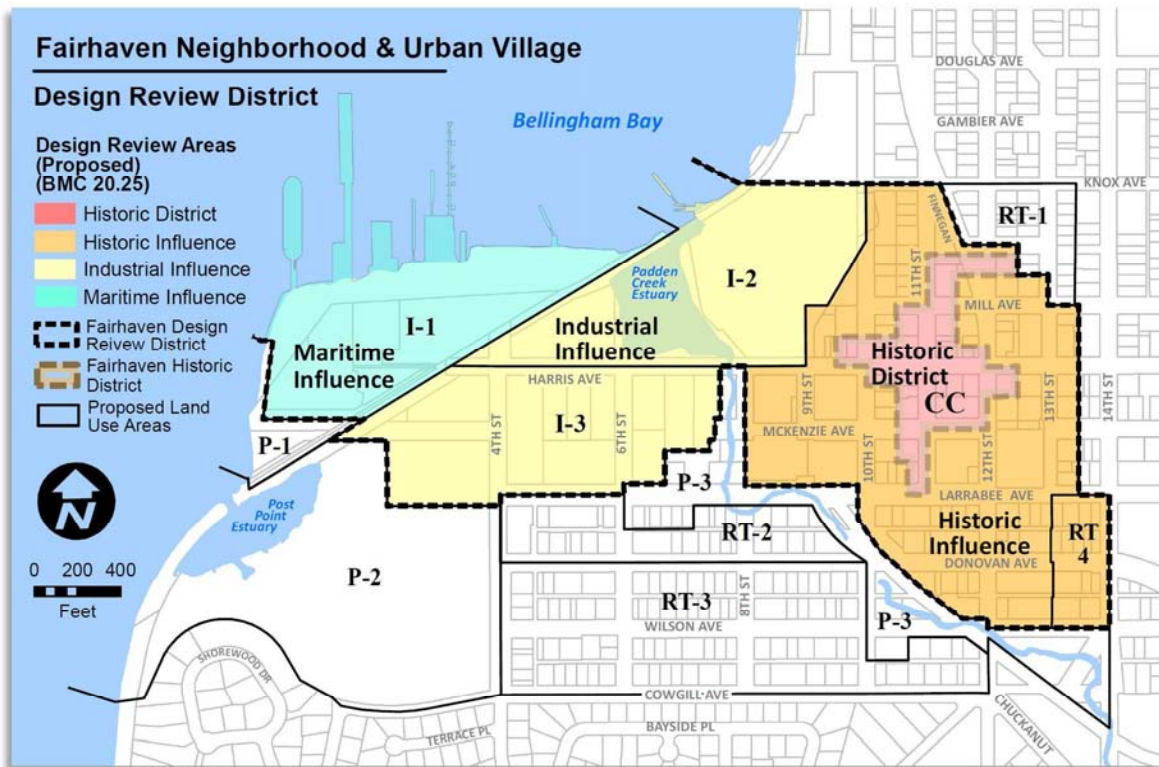 Fairhaven Neighborhood & Urban Village
Design Review District
Design Review Areas
(Proposed)
(BMC 20.25)
Historic District
Historic Influence
Industrial Influence
Maritime Influence
Fairhaven Design
Reivew District
Fairhaven Historic
District
Proposed Land
Use Areas
N
0 200 400
Feet
Bellingham Bay
DOUGLAS AVE
GAMBIER AVE
KNOX AVE
FINNEGAN
RT-1
11TH ST
Padden
Creek
Estuary
I-2
MILL AVE
I-1
Industrial
Influence
Maritime
Influence
Historic
District
CC
HARRIS AVE
9TH ST
13TH ST
14TH ST
4TH ST
I-3
6TH ST
MCKENZIE AVE
10TH ST
12TH ST
P-1
P-3
LARRABEE AVE
Post
Point
Estuary
RT-2
Historic
Influence
RT
4
DONOVAN AVE
P-2
RT-3
8TH ST
WILSON AVE
P-3
SHOREWOOD DR
COWGILL AVE
CHUCKANUT
BAYSIDE PL
TERRACE PL